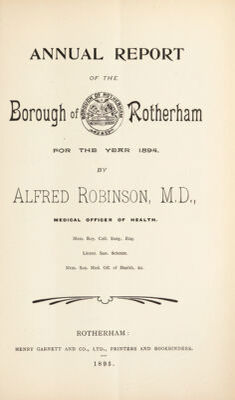 ANNUAL REPORT
OF THE
Borough of Rotherham
FOR THE YEAR 1894.
BY
ALFRED ROBINSON, M.D.,
MEDICAL OFFICER OF HEALTH.
Mem. Roy. Coll. Surg., Eng.
Licent. San. Science.
Mem. Soc. Med. Off. of Health, &c.
ROTHERHAM:
HENRY GARNETT AND CO., LTD., PRINTERS AND BOOKBINDERS.
1895.